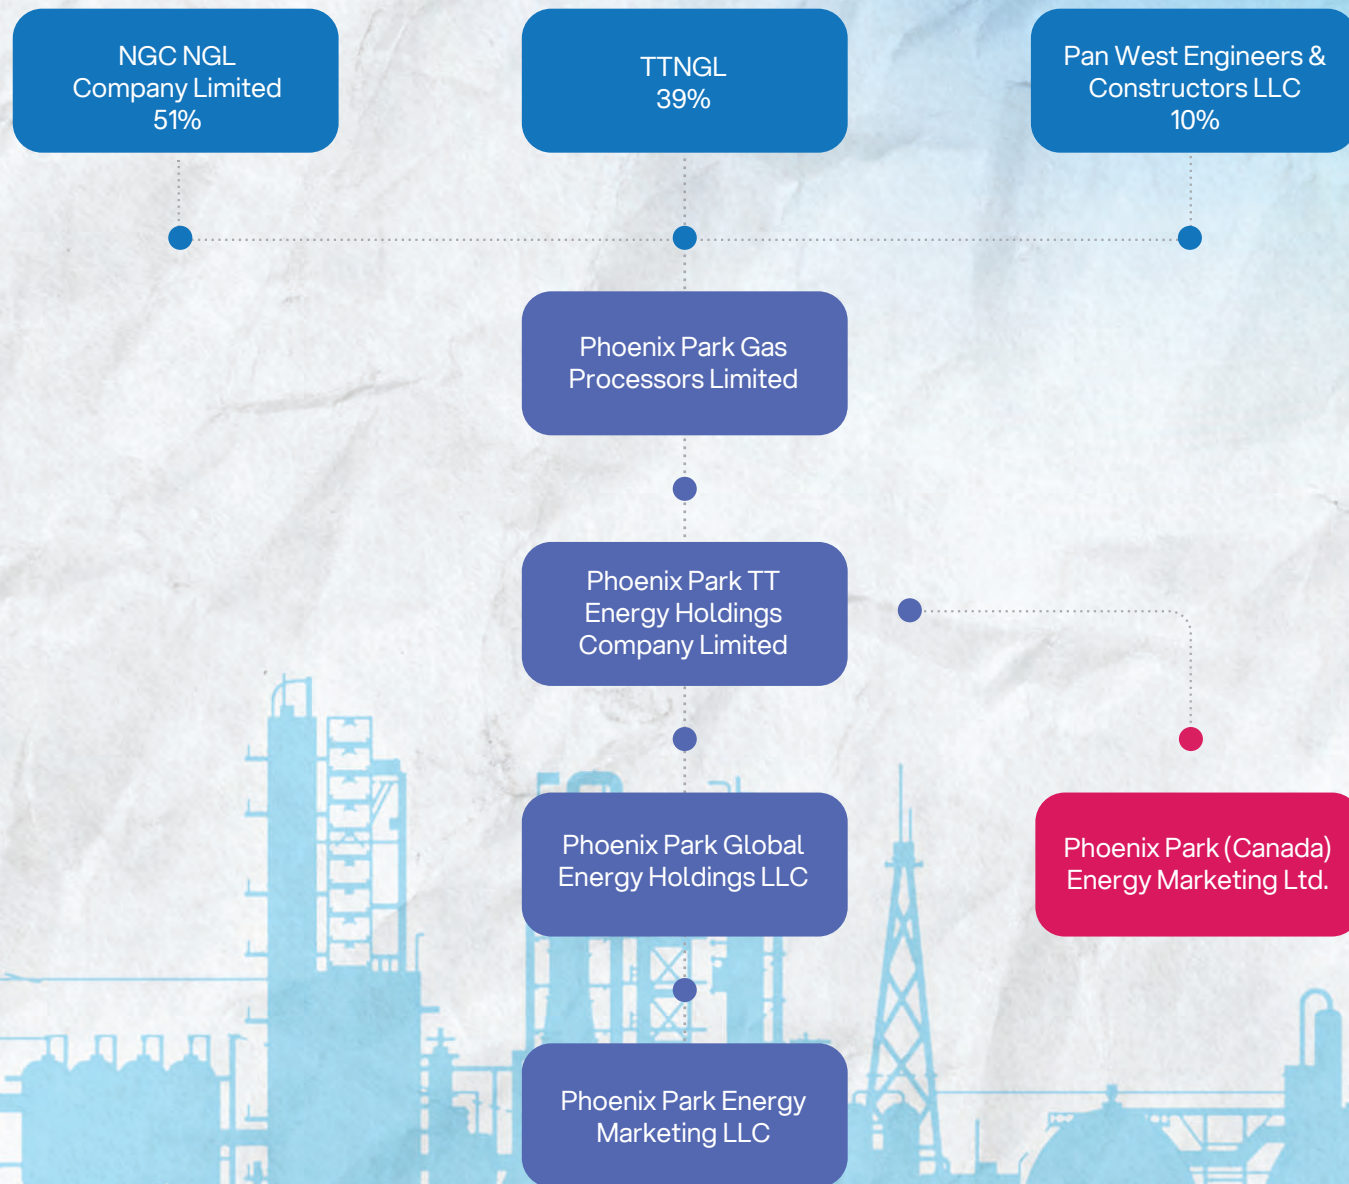 NGC NGL
Company Limited
51%
TTNGL
39%
Pan West Engineers &
Constructors LLC
10%
Phoenix Park Gas
Processors Limited
Phoenix Park TT
Energy Holdings
Company Limited
Phoenix Park Global
Energy Holdings LLC
Phoenix Park (Canada)
Energy Marketing Ltd.
Phoenix Park Energy
Marketing LLC